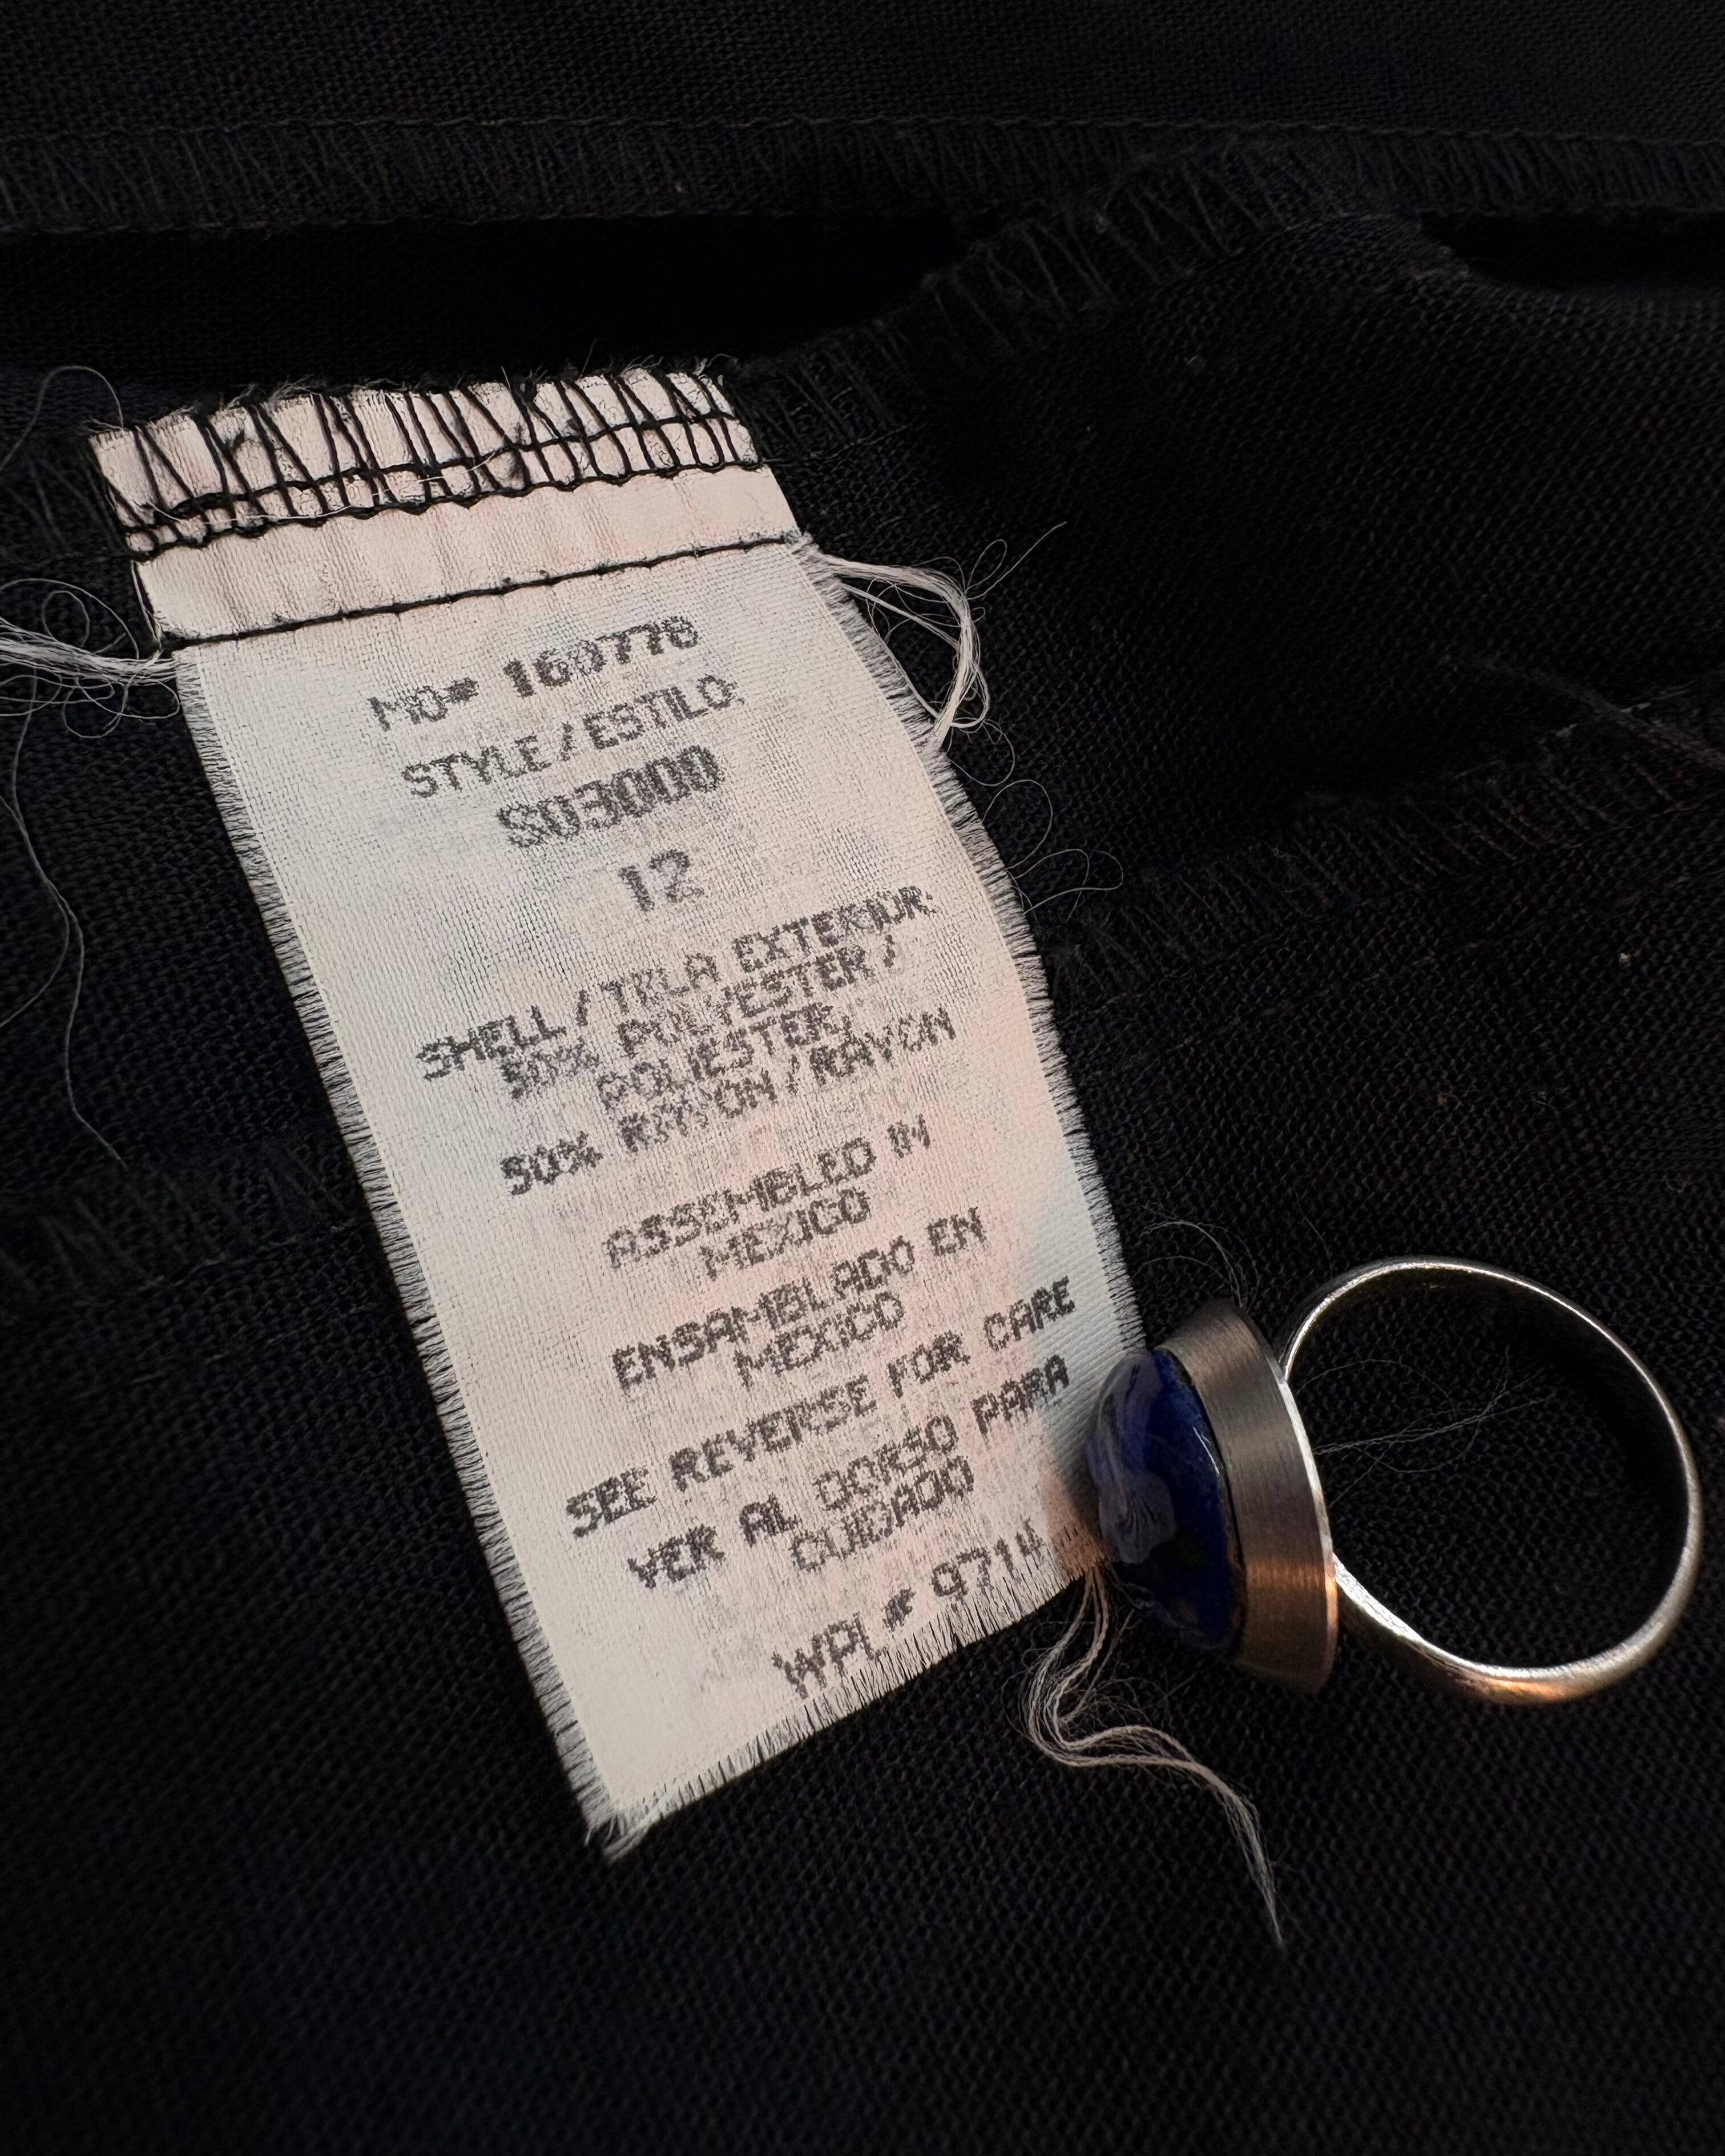 MO# 160778
STYLE/ESTILO:
S03000
12
SHELL/TELA EXTERIOR:
50% POLYESTER/
POLIESTER,
50% RAYON/RAYON
ASSEMBLED IN
MEXICO
ENSAMBLADO EN
MEXICO
SEE REVERSE FOR CARE
VER AL DORSO PARA
CUIDADO
WPL#